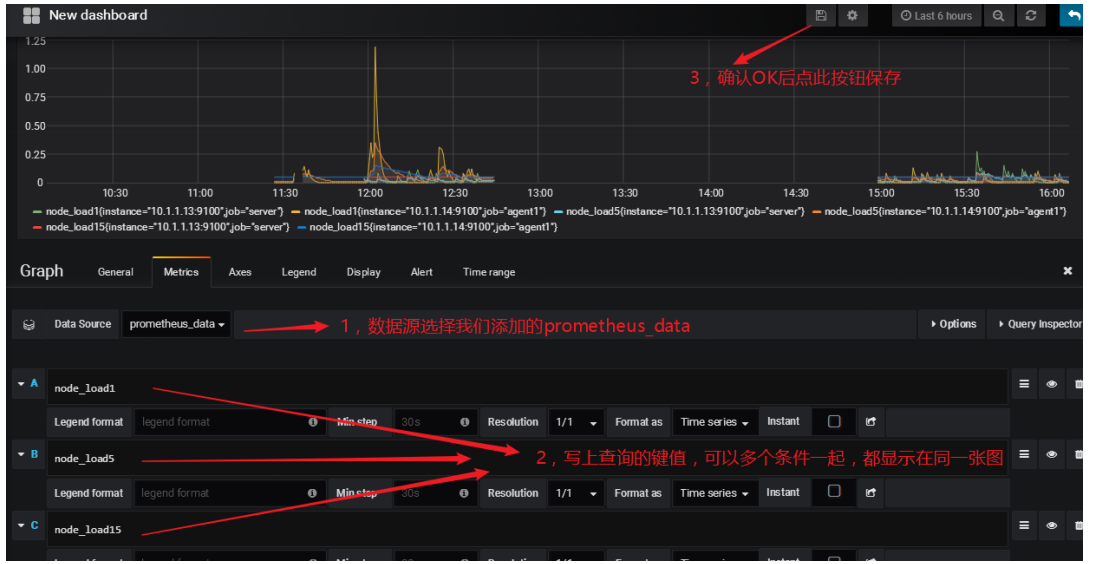 New dashboard
Last 6 hours
1.25
1.00
3，确认OK后点此按钮保存
0.75
0.50
0.25
0
10:30 11:00 11:30 12:00 12:30 13:00 13:30 14:00 14:30 15:00 15:30 16:00
node_load1{instance="10.1.1.13:9100",job="server"} node_load1{instance="10.1.1.14:9100",job="agent1"} node_load5{instance="10.1.1.13:9100",job="server"} node_load5{instance="10.1.1.14:9100",job="agent1"}
node_load15{instance="10.1.1.13:9100",job="server"} node_load15{instance="10.1.1.14:9100",job="agent1"}
Graph General Metrics Axes Legend Display Alert Time range
Data Source prometheus_data 1，数据源选择我们添加的prometheus_data Options Query Inspector
A node_load1
Legend format legend format Min step 30s Resolution 1/1 Format as Time series Instant
B node_load5 2，写上查询的键值，可以多个条件一起，都显示在同一张图
Legend format legend format Min step 30s Resolution 1/1 Format as Time series Instant
C node_load15